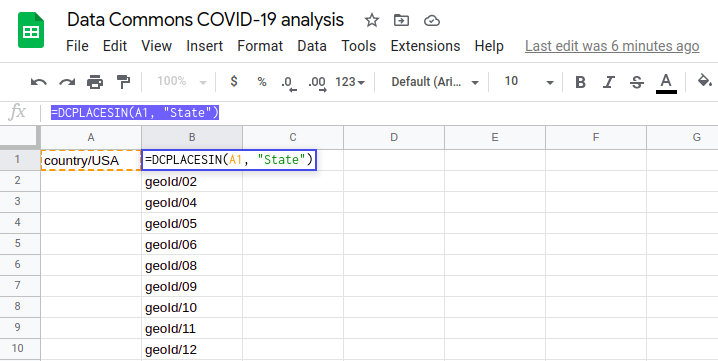 Data Commons COVID-19 analysis
File Edit View Insert Format Data Tools Extensions Help Last edit was 6 minutes ago
100% $ % .0 .00 123 Default (Ari... 10 B I S A
fx =DCPLACESIN(A1, "State")
A B C D E F G
1 country/USA =DCPLACESIN(A1, "State")
2 geoId/02
3 geoId/04
4 geoId/05
5 geoId/06
6 geoId/08
7 geoId/09
8 geoId/10
9 geoId/11
10 geoId/12